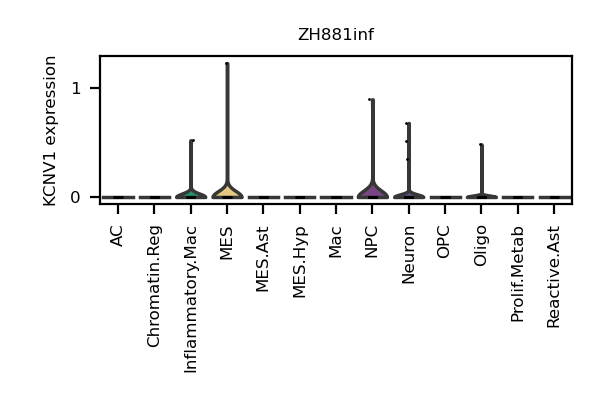 ZH881inf
KCNV1 expression
1
0
AC
Chromatin.Reg
Inflammatory.Mac
MES
MES.Ast
MES.Hyp
Mac
NPC
Neuron
OPC
Oligo
Prolif.Metab
Reactive.Ast